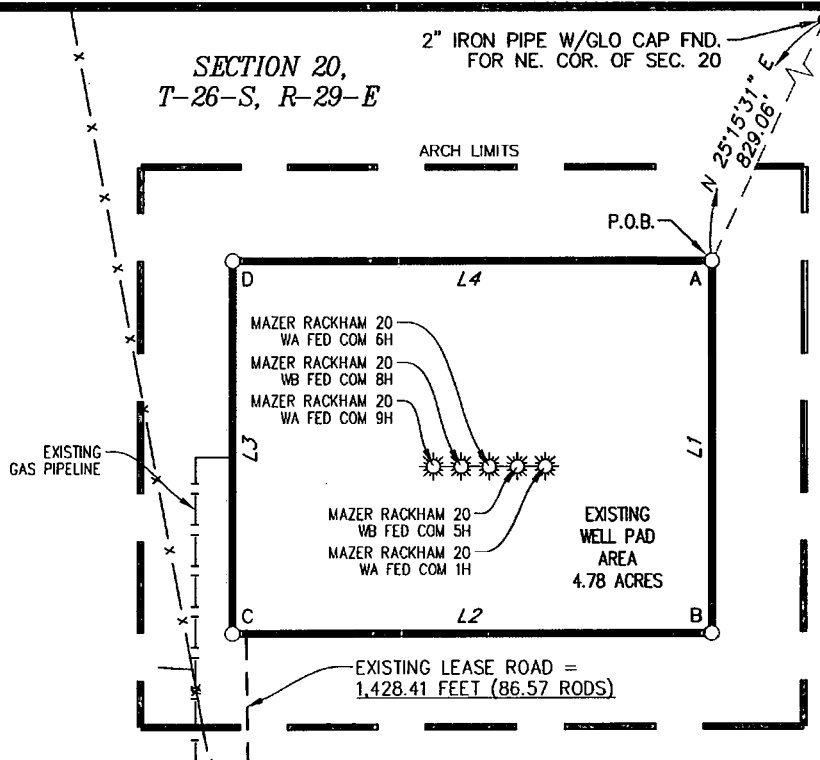 SECTION 20,
T-26-S, R-29-E
2" IRON PIPE W/GLO CAP FND.
FOR NE. COR. OF SEC. 20
N 25°15'31" E
829.06'
ARCH LIMITS
P.O.B.
D
L4
A
MAZER RACKHAM 20
WA FED COM 6H
MAZER RACKHAM 20
WB FED COM 8H
MAZER RACKHAM 20
WA FED COM 9H
EXISTING
GAS PIPELINE
L3
L1
MAZER RACKHAM 20
WB FED COM 5H
MAZER RACKHAM 20
WA FED COM 1H
EXISTING
WELL PAD
AREA
4.78 ACRES
C
L2
B
EXISTING LEASE ROAD =
1,428.41 FEET (86.57 RODS)